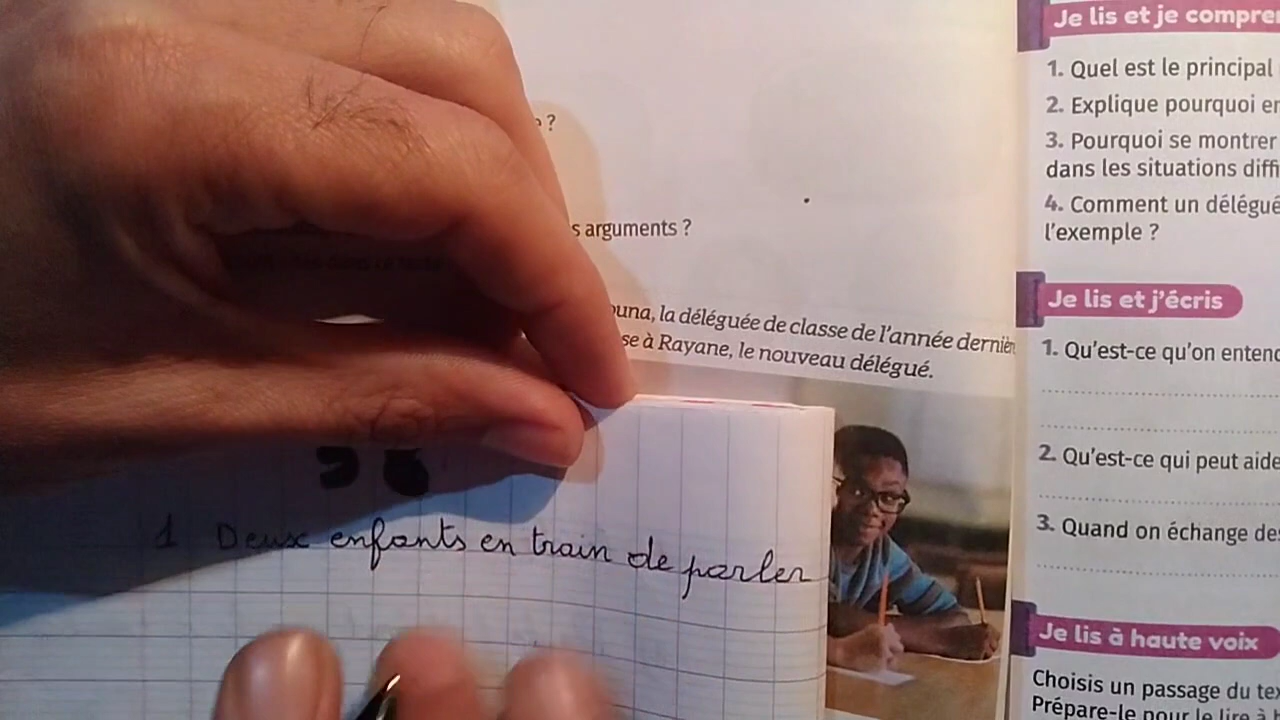 ?
s arguments ?
ouna, la déléguée de classe de l'année derniè
se à Rayane, le nouveau délégué.
1 Deux enfants en train de parler
Je lis et je compre
1. Quel est le principal
2. Explique pourquoi e
3. Pourquoi se montrer
dans les situations diffi
4. Comment un délégué
l'exemple ?
Je lis et j'écris
1. Qu'est-ce qu'on entend
2. Qu'est-ce qui peut aide
3. Quand on échange des
Je lis à haute voix
Choisis un passage du te
Prépare-le pour le lire à